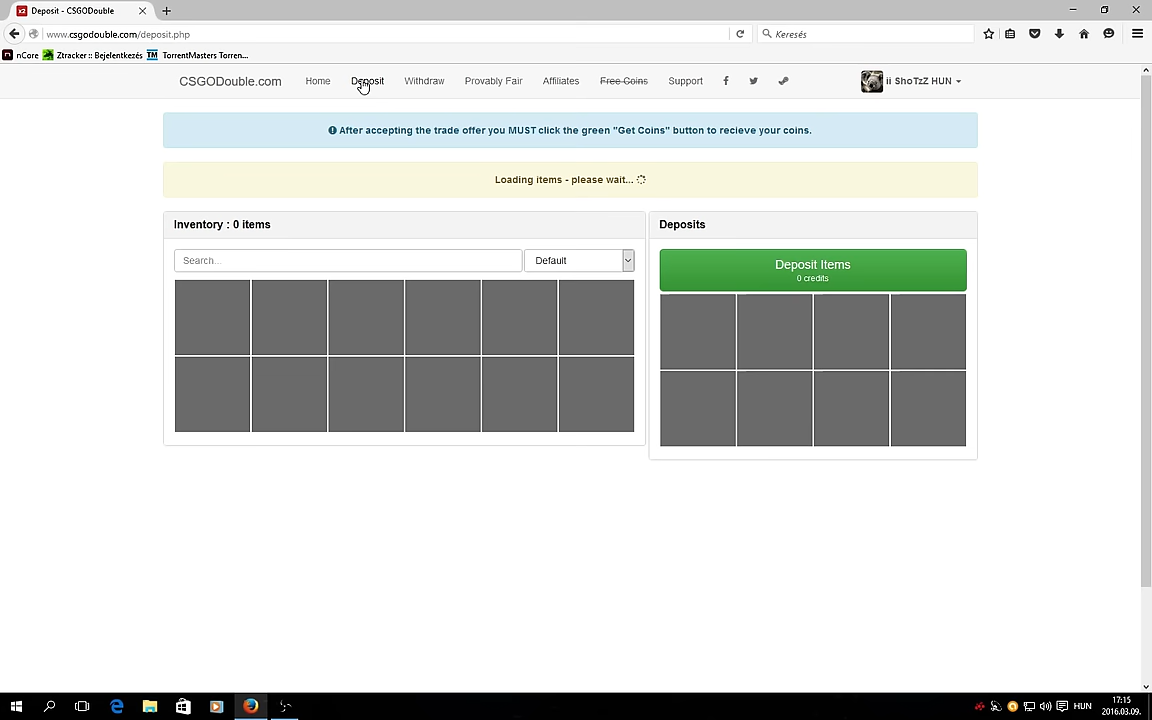 Deposit - CSGODouble
www.csgodouble.com/deposit.php
Keresés
nCore
Ztracker :: Bejelentkezés
TM TorrentMasters Torren...
CSGODouble.com
Home
Deposit
Withdraw
Provably Fair
Affiliates
Free Coins
Support
ii ShoTzZ HUN
After accepting the trade offer you MUST click the green "Get Coins" button to recieve your coins.
Loading items - please wait...
Inventory : 0 items
Deposits
Search...
Default
Deposit Items
0 credits
HUN
17:15
2016.03.09.